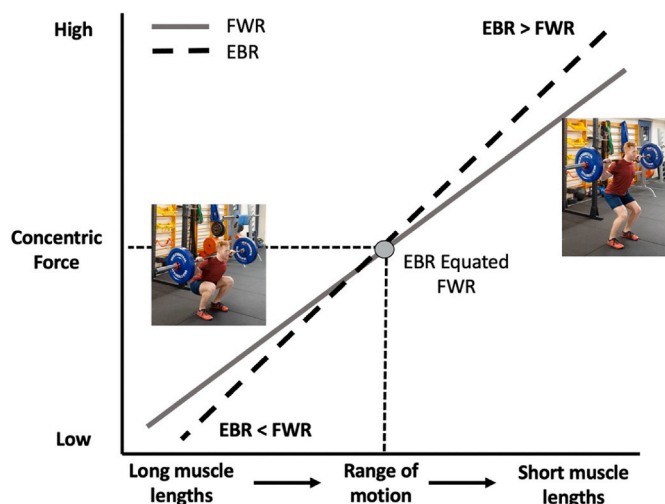 High
FWR
EBR
EBR > FWR
Concentric
Force
EBR Equated
FWR
EBR < FWR
Low
Long muscle
lengths
Range of
motion
Short muscle
lengths